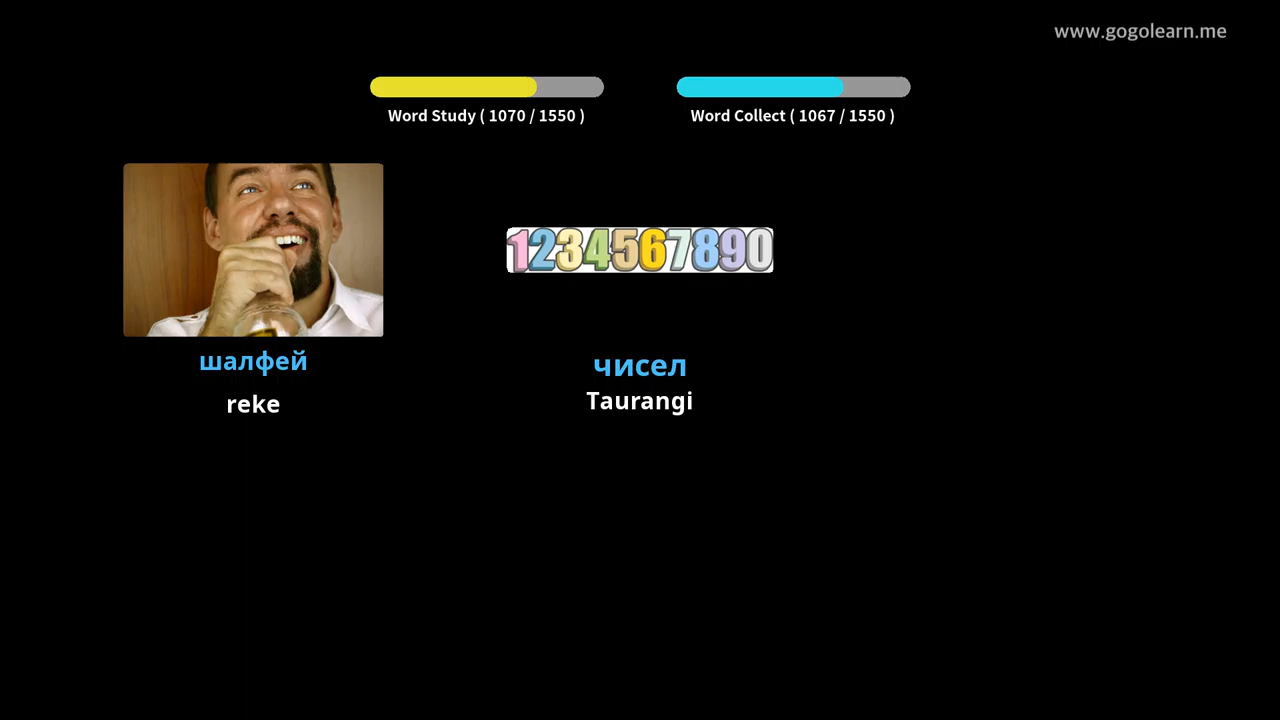 www.gogolearn.me
Word Study ( 1070 / 1550 )
Word Collect ( 1067 / 1550 )
1234567890
шалфей
reke
чисел
Taurangi